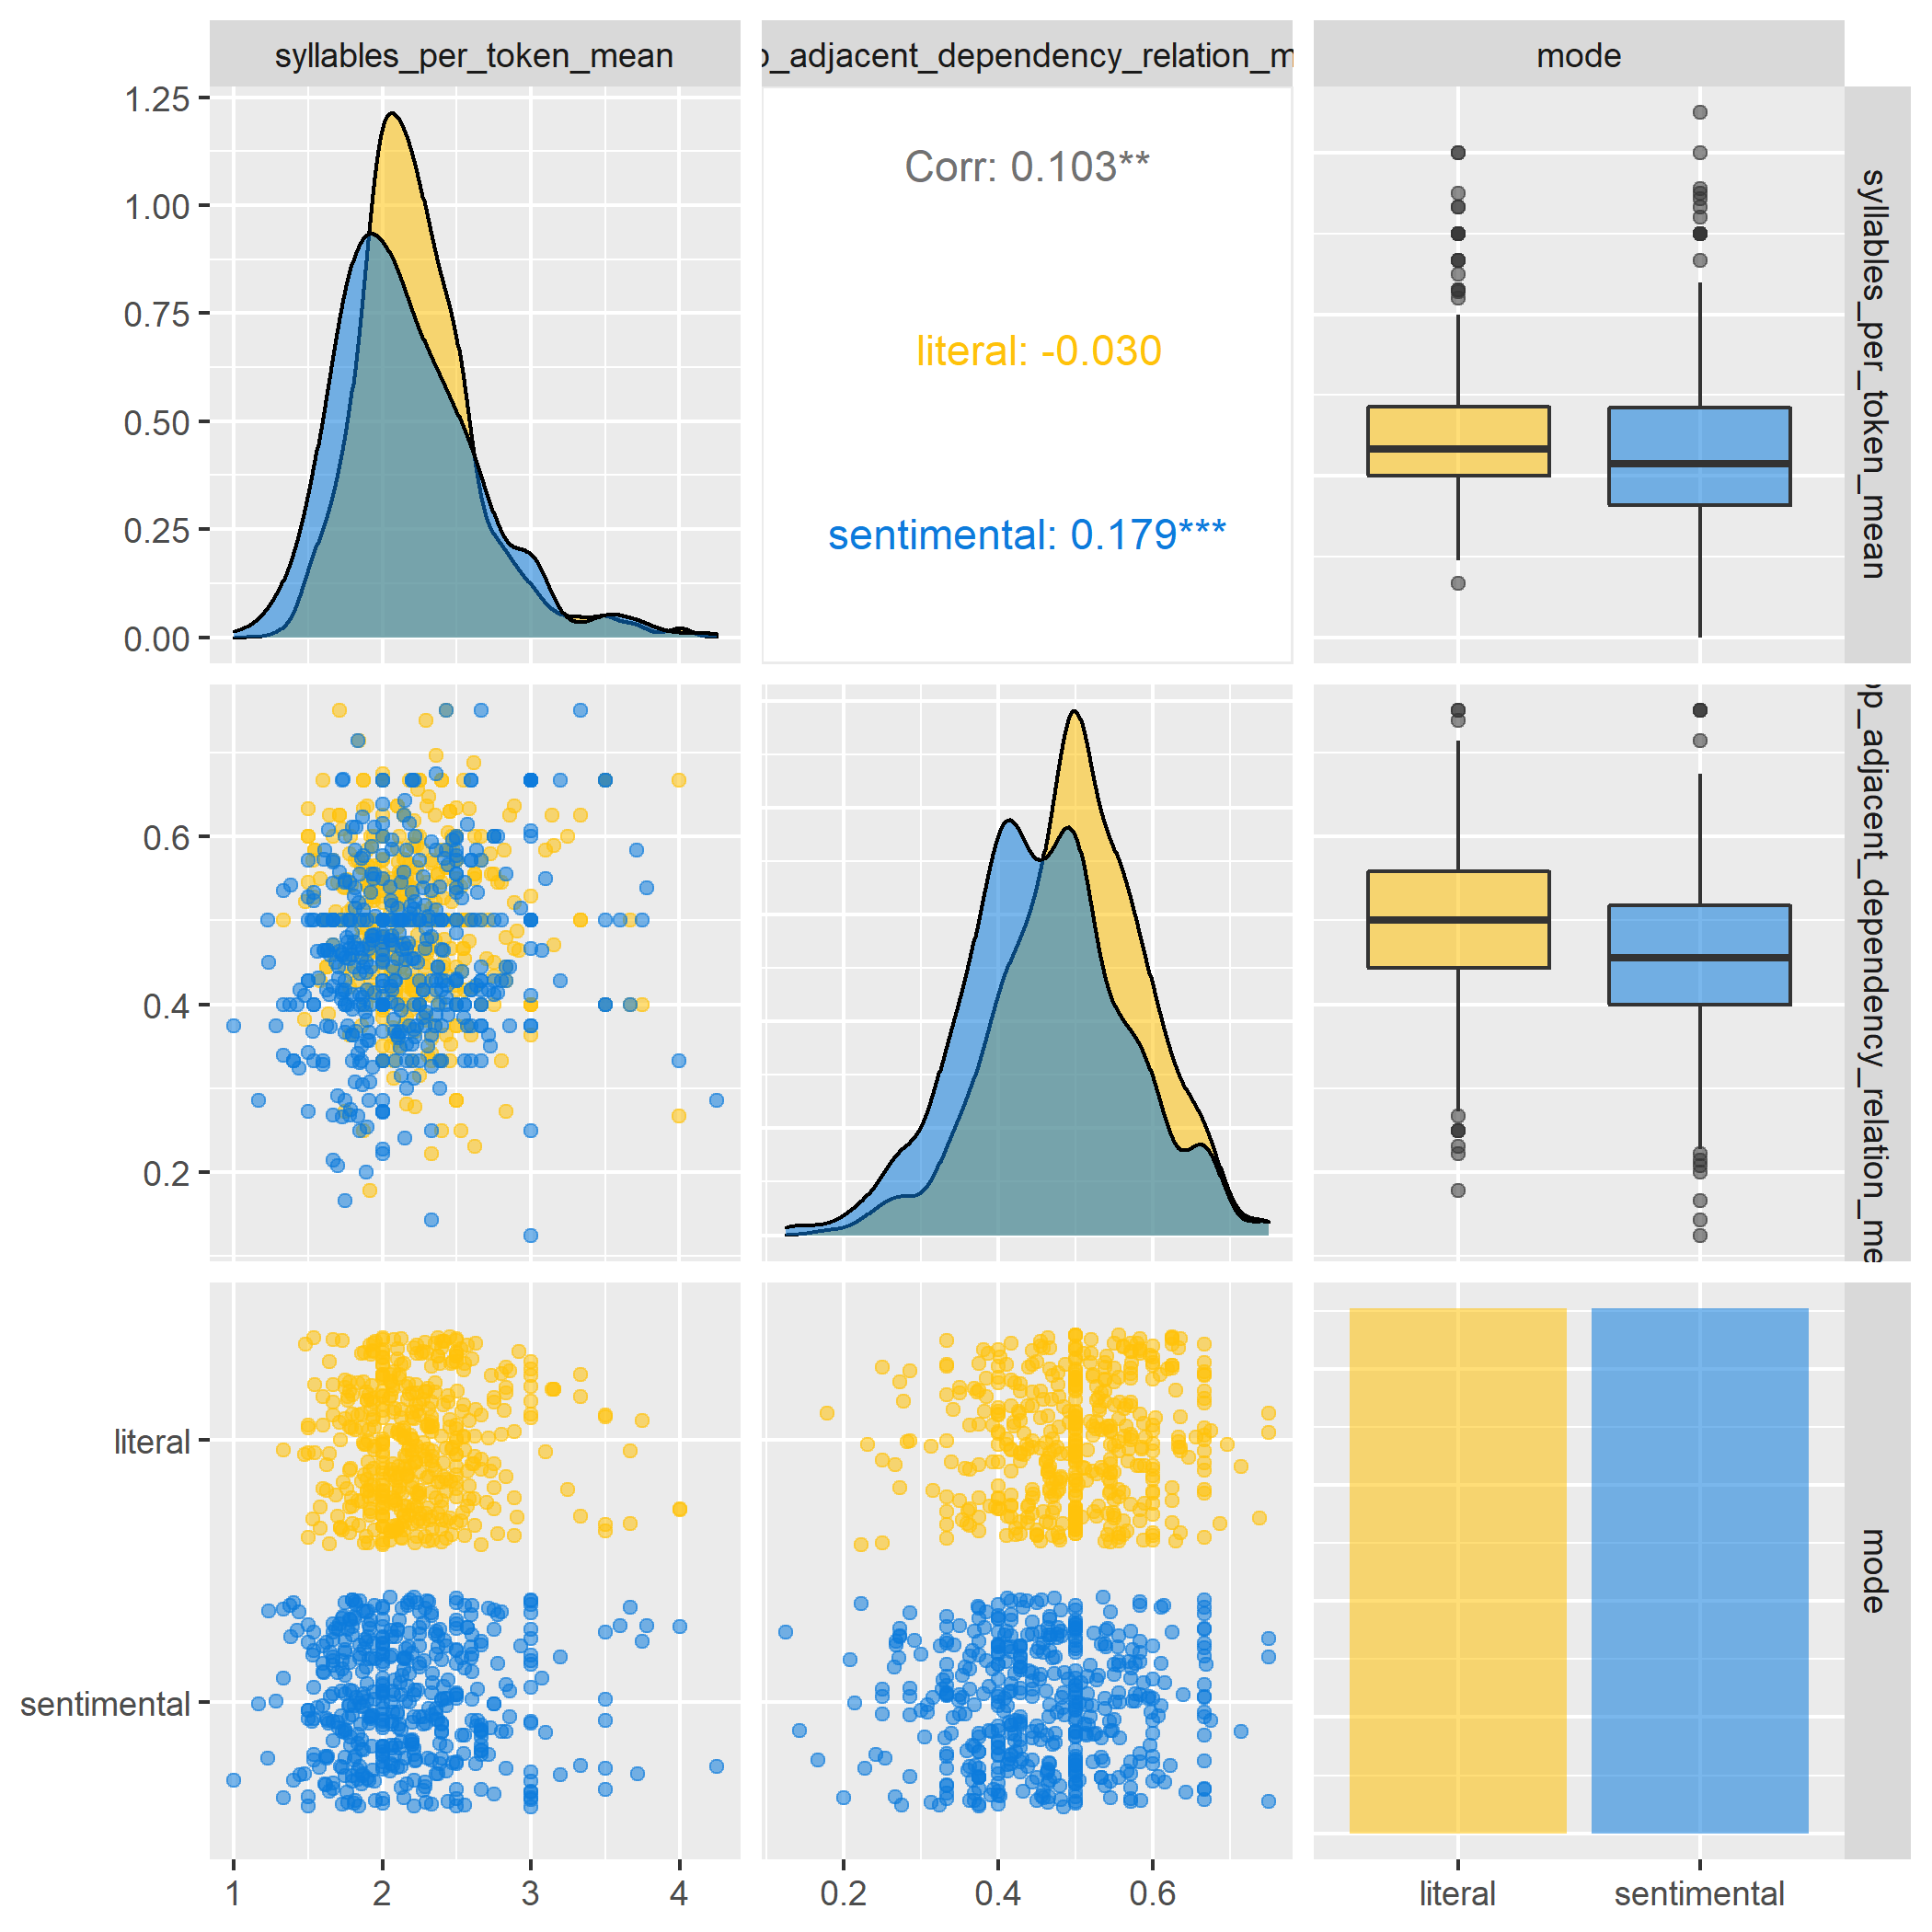 syllables_per_token_mean
_adjacent_dependency_relation_m
mode
1.25
1.00
0.75
0.50
0.25
0.00
Corr: 0.103**
literal: -0.030
sentimental: 0.179***
syllables_per_token_mean
0.6
0.4
0.2
p_adjacent_dependency_relation_me
literal
sentimental
mode
1
2
3
4
0.2
0.4
0.6
literal
sentimental